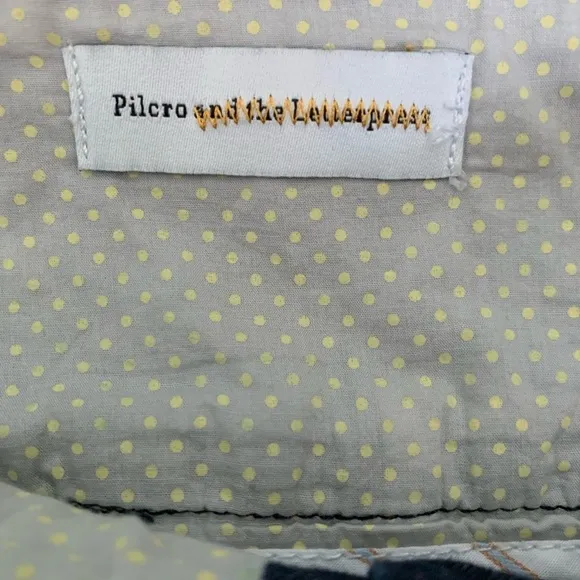 Pilcro and the Letterpress